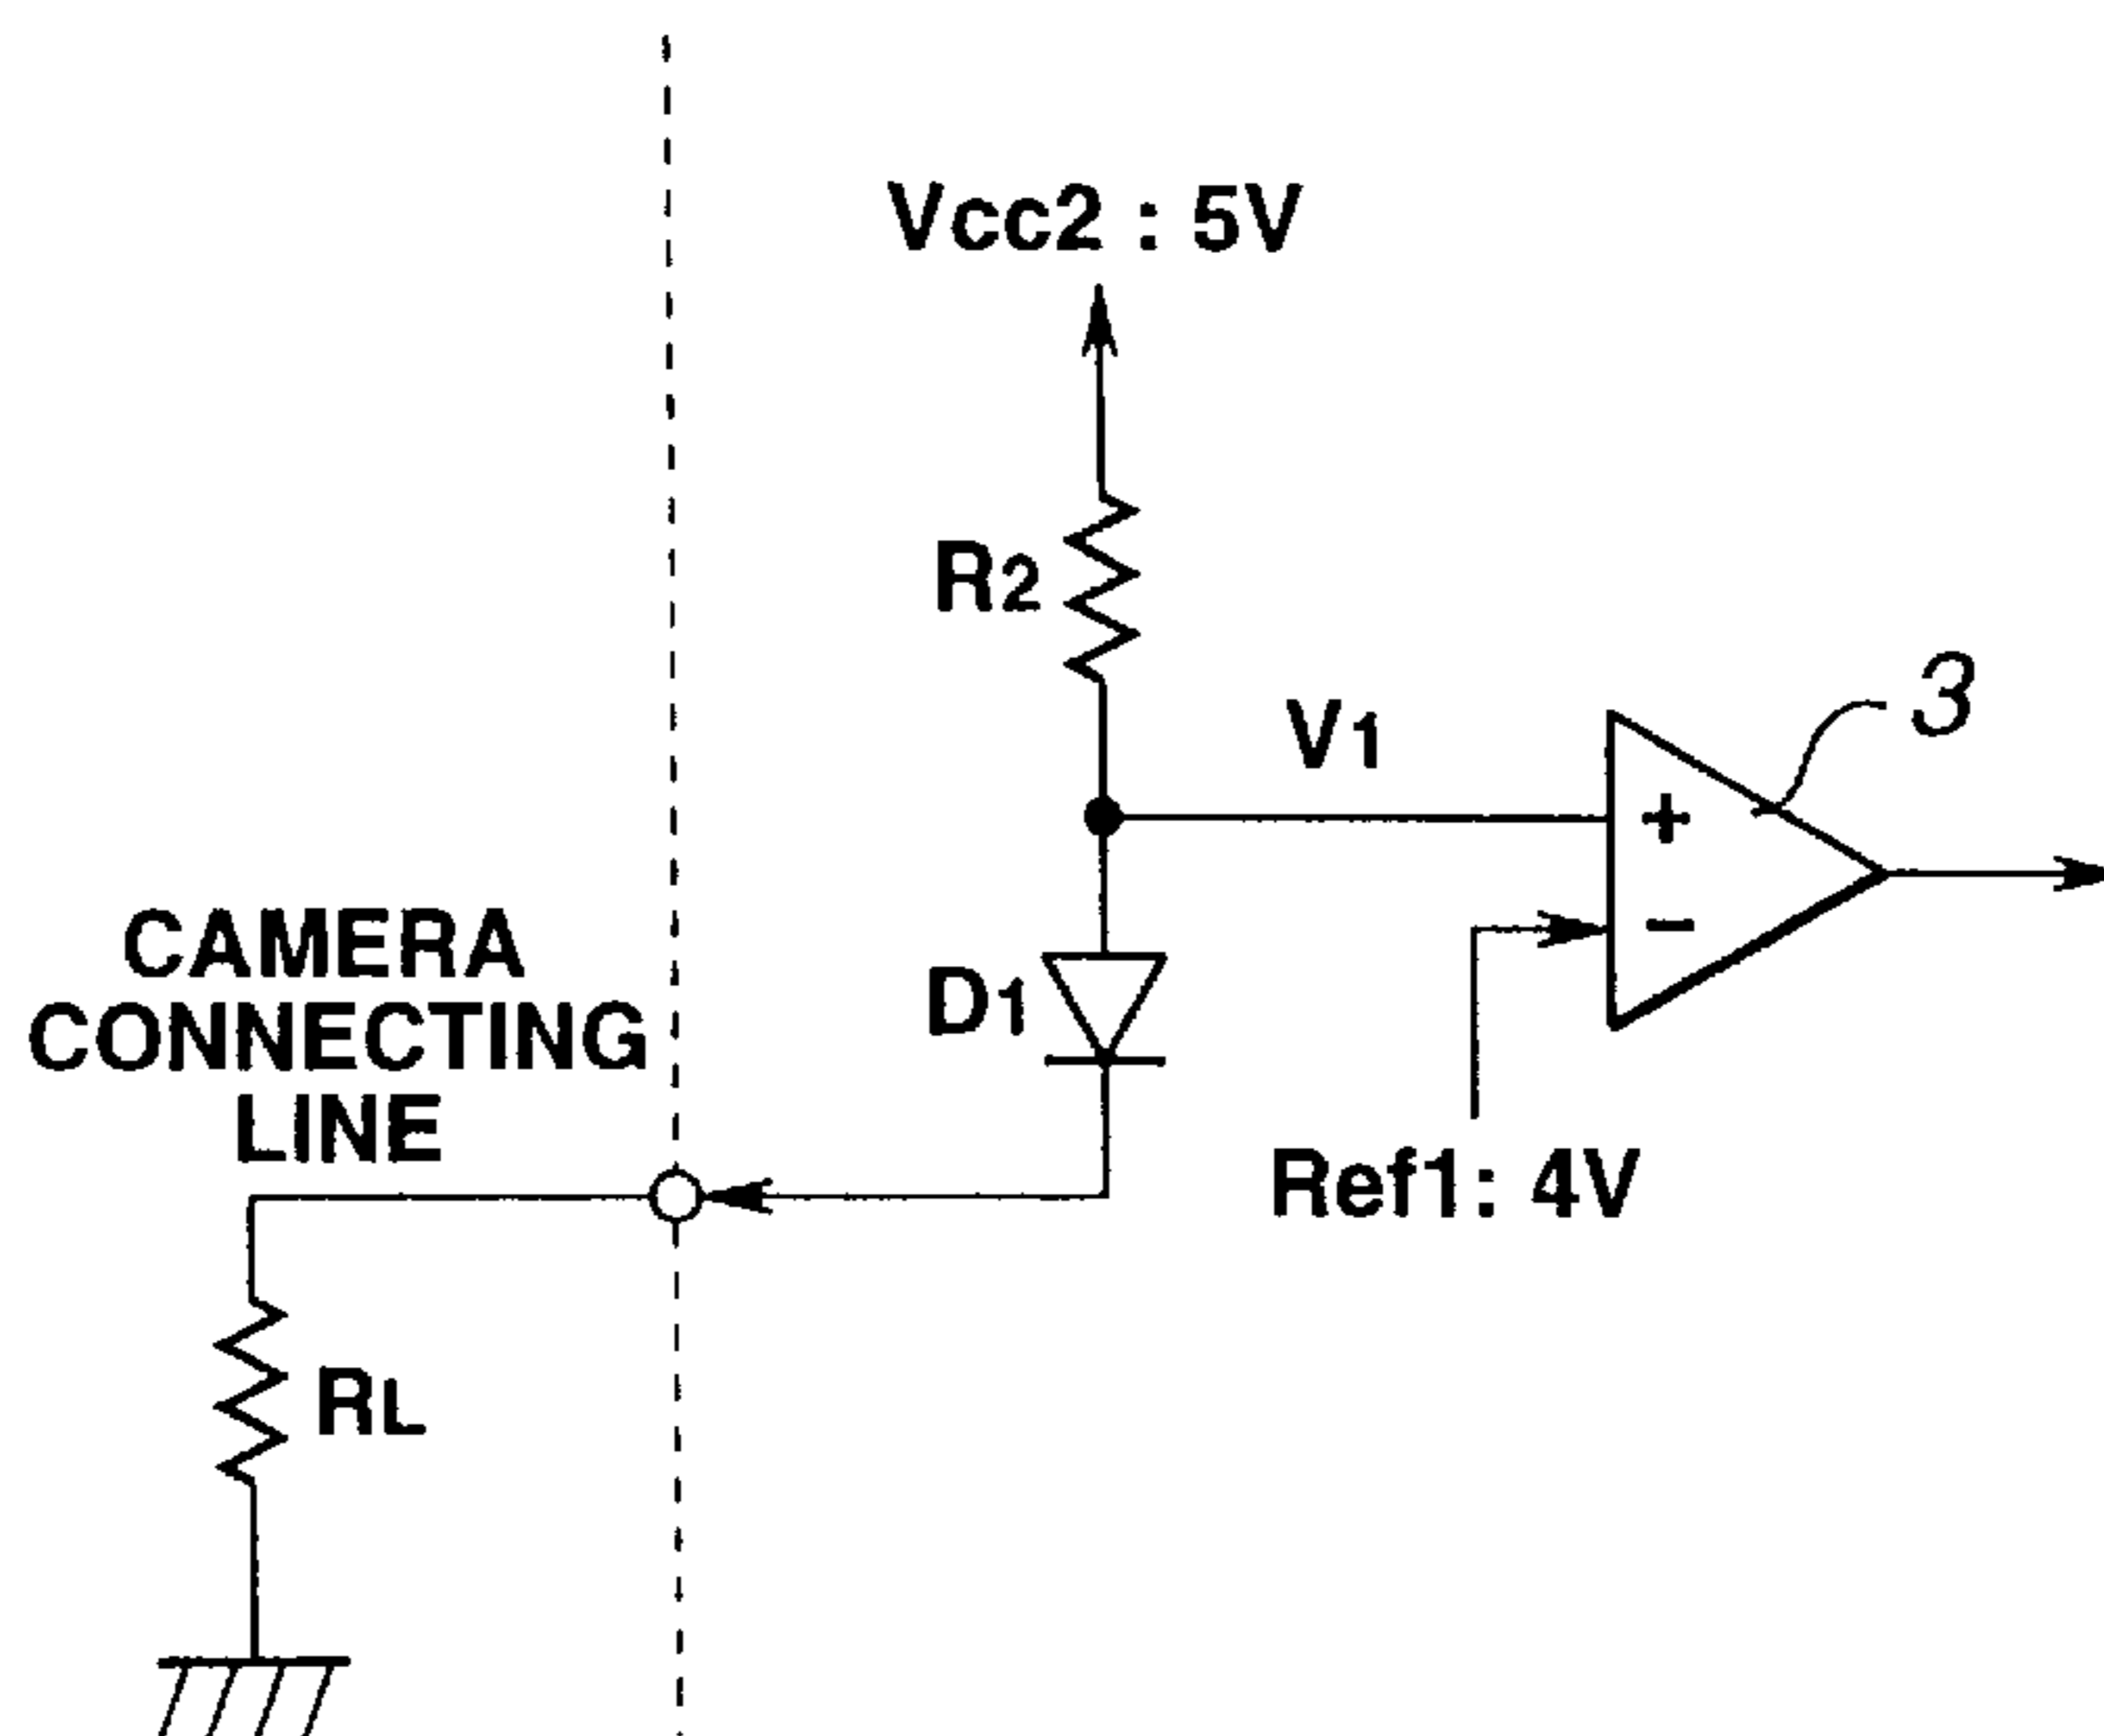 Vcc2 : 5V
R2
V1
3
+
−
D1
CAMERA
CONNECTING
LINE
Ref1: 4V
RL